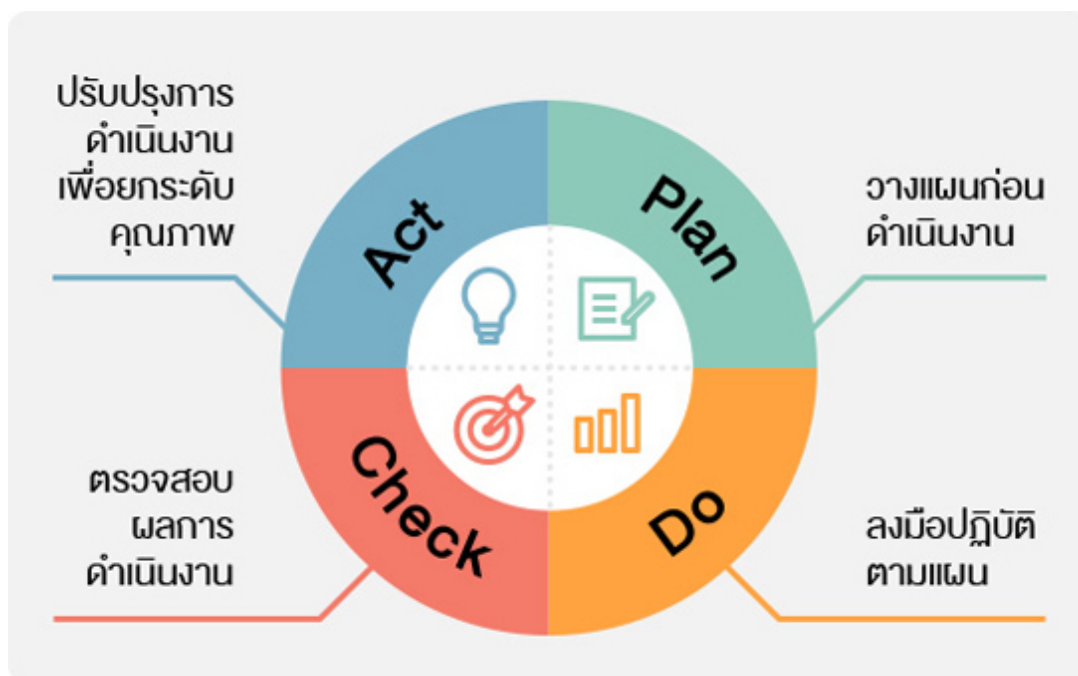 ปรับปรุงการ
ดำเนินงาน
เพื่อยกระดับ
คุณภาพ
Act
Plan
วางแผนก่อน
ดำเนินงาน
ตรวจสอบ
ผลการ
ดำเนินงาน
Check
Do
ลงมือปฏิบัติ
ตามแผน